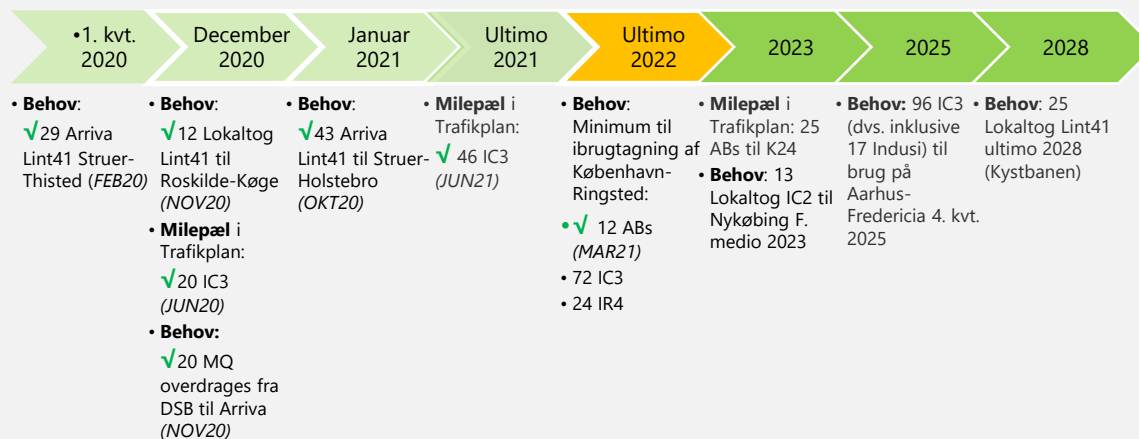 •1. kvt.
2020
December
2020
Januar
2021
Ultimo
2021
Ultimo
2022
2023
2025
2028
• Behov:
√29 Arriva
Lint41 Struer-
Thisted (FEB20)
• Behov:
√12 Lokaltog
Lint41 til
Roskilde-Køge
(NOV20)
• Milepæl i
Trafikplan:
√20 IC3
(JUN20)
• Behov:
√20 MQ
overdrages fra
DSB til Arriva
(NOV20)
• Behov:
√43 Arriva
Lint41 til Struer-
Holstebro
(OKT20)
• Milepæl i
Trafikplan:
√ 46 IC3
(JUN21)
• Behov:
Minimum til
ibrugtagning af
København-
Ringsted:
•√ 12 ABs
(MAR21)
• 72 IC3
• 24 IR4
• Milepæl i
Trafikplan: 25
ABs til K24
• Behov: 13
Lokaltog IC2 til
Nykøbing F.
medio 2023
• Behov: 96 IC3
(dvs. inklusive
17 Indusi) til
brug på
Aarhus-
Fredericia 4. kvt.
2025
• Behov: 25
Lokaltog Lint41
ultimo 2028
(Kystbanen)